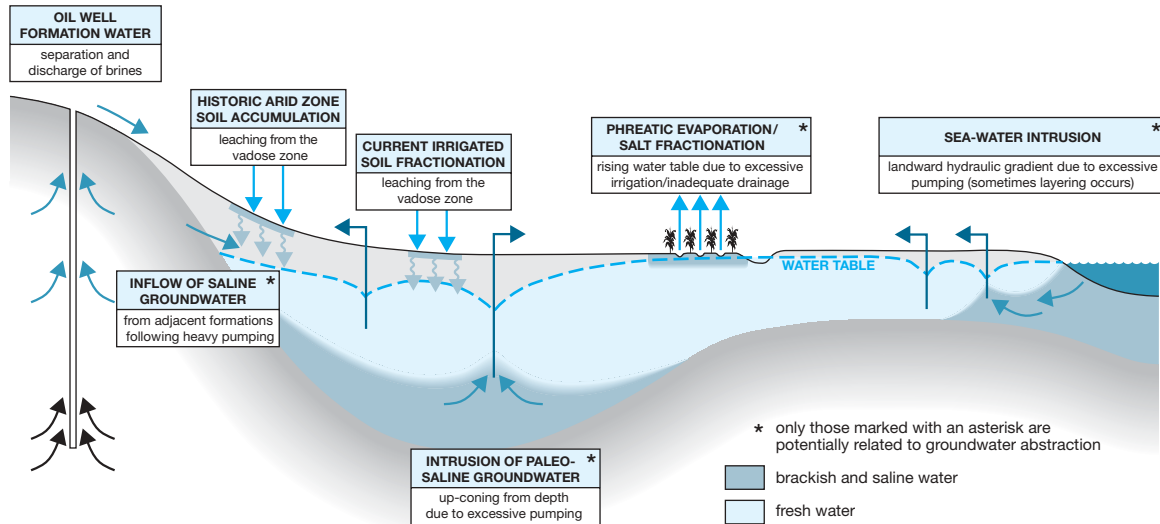 OIL WELL
FORMATION WATER
separation and
discharge of brines
HISTORIC ARID ZONE
SOIL ACCUMULATION
leaching from the
vadose zone
CURRENT IRRIGATED
SOIL FRACTIONATION
leaching from the
vadose zone
PHREATIC EVAPORATION/ *
SALT FRACTIONATION
rising water table due to excessive
irrigation/inadequate drainage
SEA-WATER INTRUSION *
landward hydraulic gradient due to excessive
pumping (sometimes layering occurs)
WATER TABLE
INFLOW OF SALINE *
GROUNDWATER
from adjacent formations
following heavy pumping
INTRUSION OF PALEO- *
SALINE GROUNDWATER
up-coning from depth
due to excessive pumping
* only those marked with an asterisk are
potentially related to groundwater abstraction
brackish and saline water
fresh water